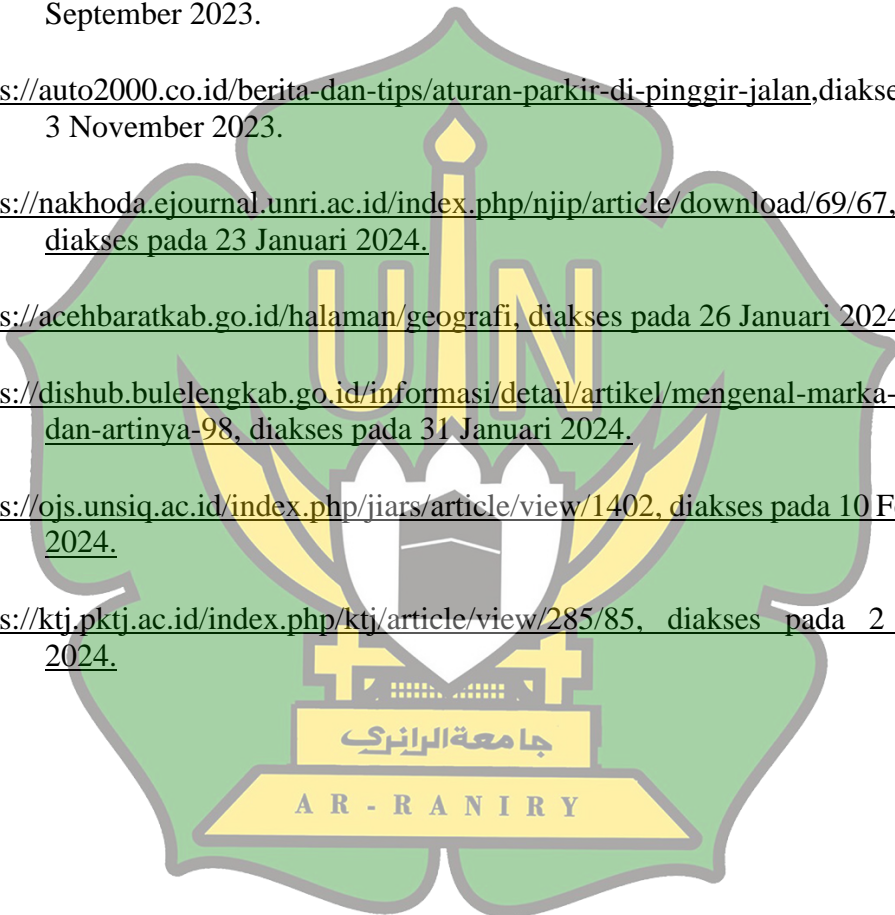 September 2023.
s://auto2000.co.id/berita-dan-tips/aturan-parkir-di-pinggir-jalan,diakse
3 November 2023.
s://nakhoda.ejournal.unri.ac.id/index.php/njip/article/download/69/67,
diakses pada 23 Januari 2024.
s://acehbaratkab.go.id/halaman/geografi, diakses pada 26 Januari 2024
s://dishub.bulelengkab.go.id/informasi/detail/artikel/mengenal-marka-
dan-artinya-98, diakses pada 31 Januari 2024.
s://ojs.unsiq.ac.id/index.php/jiars/article/view/1402, diakses pada 10 F
2024.
s://ktj.pktj.ac.id/index.php/ktj/article/view/285/85, diakses pada 2
2024.
UIN
جامعةالرانري
AR-RANIRY